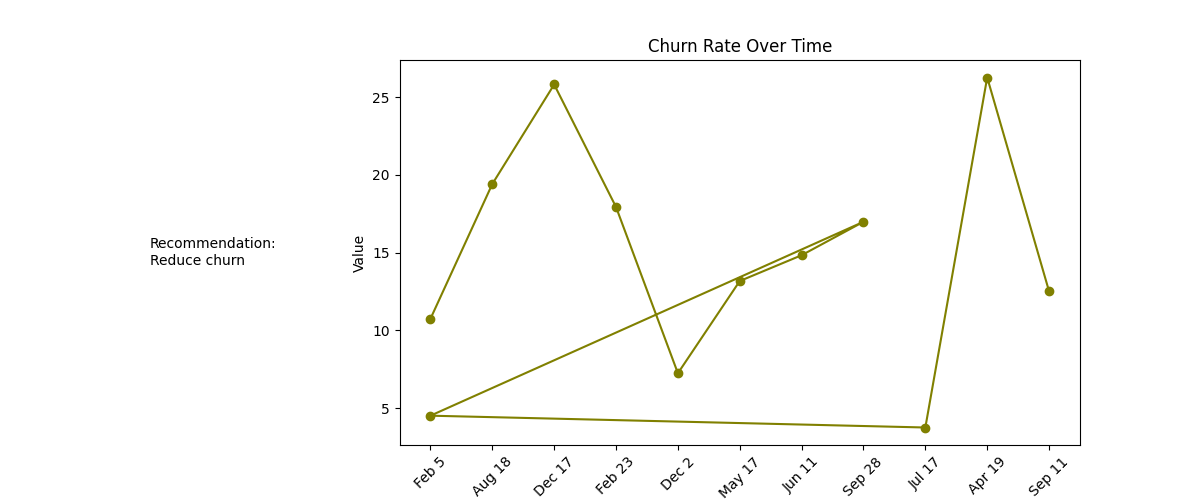 Churn Rate Over Time
Recommendation:
Reduce churn
Value
25
20
15
10
5
Feb 5
Aug 18
Dec 17
Feb 23
Dec 2
May 17
Jun 11
Sep 28
Jul 17
Apr 19
Sep 11